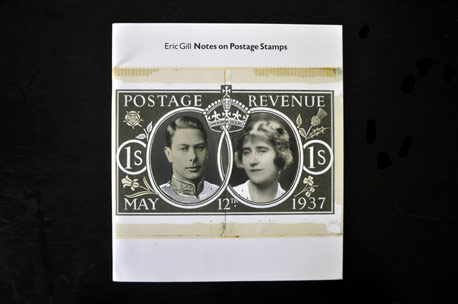 Eric Gill Notes on Postage Stamps
POSTAGE REVENUE
1S 1S
MAY 12TH 1937